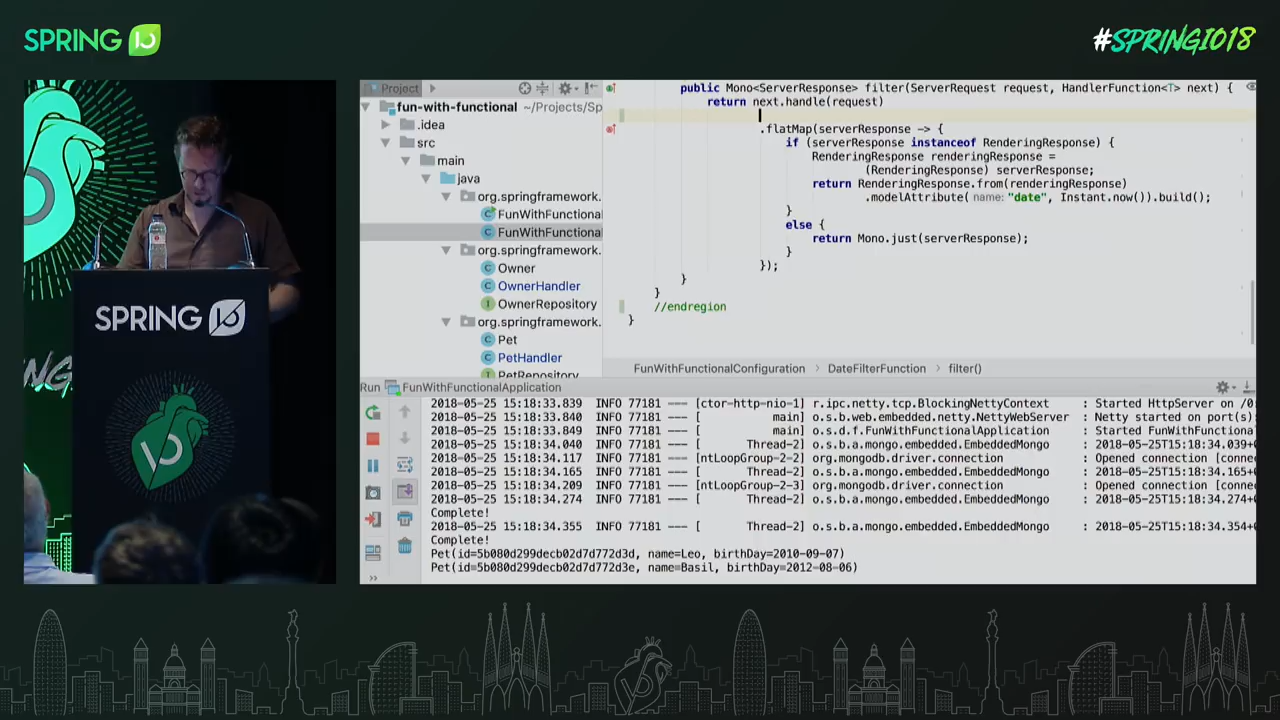 SPRING IO
#SPRINGIO18
SPRING IO
Project
fun-with-functional ~/Projects/Sp
.idea
src
main
java
org.springframework.
FunWithFunctional
FunWithFunctional
org.springframework.
Owner
OwnerHandler
OwnerRepository
org.springframework.
Pet
PetHandler
PetRepository
public Mono<ServerResponse> filter(ServerRequest request, HandlerFunction<T> next) {
return next.handle(request)
.flatMap(serverResponse -> {
if (serverResponse instanceof RenderingResponse) {
RenderingResponse renderingResponse =
(RenderingResponse) serverResponse;
return RenderingResponse.from(renderingResponse)
.modelAttribute( name: "date", Instant.now()).build();
}
else {
return Mono.just(serverResponse);
}
});
}
}
//endregion
}
FunWithFunctionalConfiguration > DateFilterFunction > filter()
Run FunWithFunctionalApplication
2018-05-25 15:18:33.839 INFO 77181 --- [ctor-http-nio-1] r.ipc.netty.tcp.BlockingNettyContext : Started HttpServer on /0
2018-05-25 15:18:33.840 INFO 77181 --- [ main] o.s.b.web.embedded.netty.NettyWebServer : Netty started on port(s):
2018-05-25 15:18:33.849 INFO 77181 --- [ main] o.s.d.f.FunWithFunctionalApplication : Started FunWithFunctional
2018-05-25 15:18:34.040 INFO 77181 --- [ Thread-2] o.s.b.a.mongo.embedded.EmbeddedMongo : 2018-05-25T15:18:34.039+0
2018-05-25 15:18:34.117 INFO 77181 --- [ntLoopGroup-2-2] org.mongodb.driver.connection : Opened connection [connec
2018-05-25 15:18:34.165 INFO 77181 --- [ Thread-2] o.s.b.a.mongo.embedded.EmbeddedMongo : 2018-05-25T15:18:34.165+0
2018-05-25 15:18:34.209 INFO 77181 --- [ntLoopGroup-2-3] org.mongodb.driver.connection : Opened connection [connec
2018-05-25 15:18:34.274 INFO 77181 --- [ Thread-2] o.s.b.a.mongo.embedded.EmbeddedMongo : 2018-05-25T15:18:34.274+0
Complete!
2018-05-25 15:18:34.355 INFO 77181 --- [ Thread-2] o.s.b.a.mongo.embedded.EmbeddedMongo : 2018-05-25T15:18:34.354+0
Complete!
Pet(id=5b080d299decb02d7d772d3d, name=Leo, birthDay=2010-09-07)
Pet(id=5b080d299decb02d7d772d3e, name=Basil, birthDay=2012-08-06)